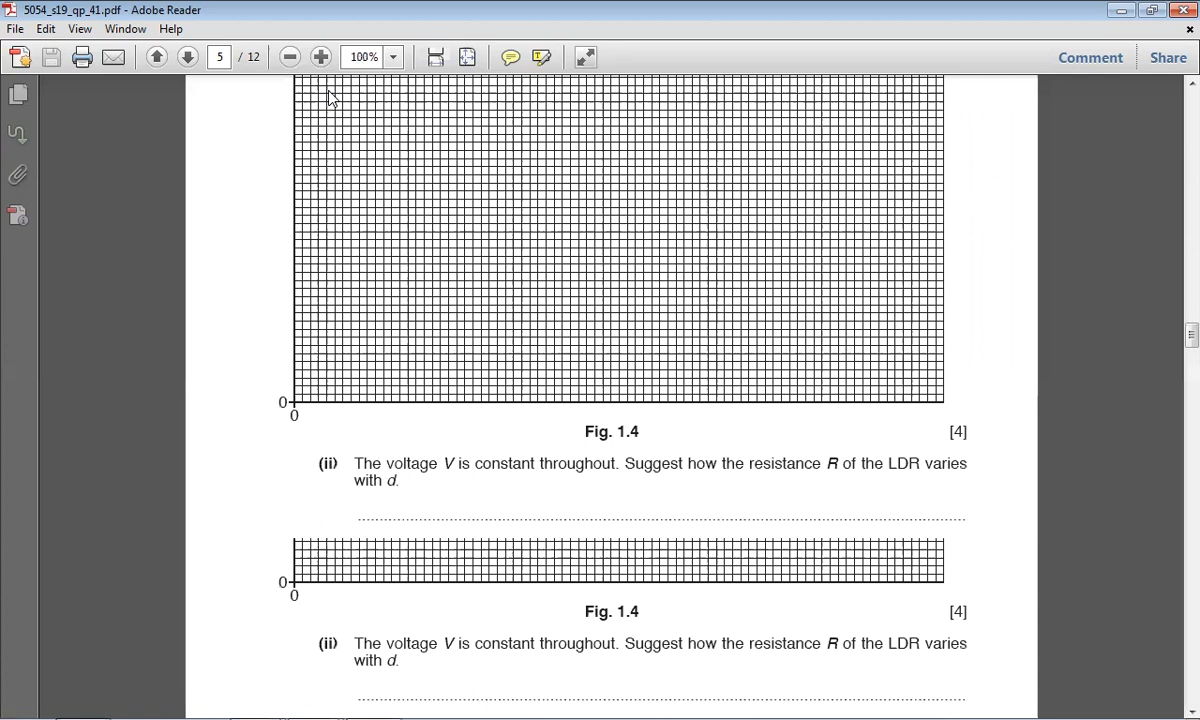 5054_s19_qp_41.pdf - Adobe Reader
File Edit View Window Help
5 / 12 100% Comment Share
0
0
Fig. 1.4 [4]
(ii) The voltage V is constant throughout. Suggest how the resistance R of the LDR varies
with d.
0
0
Fig. 1.4 [4]
(ii) The voltage V is constant throughout. Suggest how the resistance R of the LDR varies
with d.